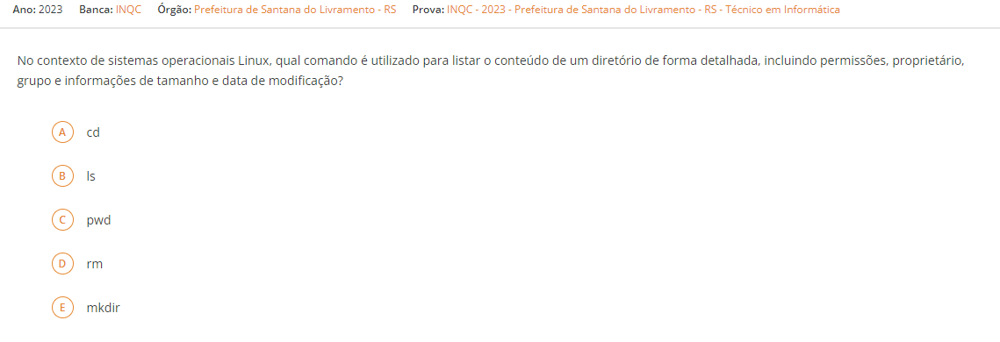 Ano: 2023 Banca: INQC Órgão: Prefeitura de Santana do Livramento - RS Prova: INQC - 2023 - Prefeitura de Santana do Livramento - RS - Técnico em Informática
No contexto de sistemas operacionais Linux, qual comando é utilizado para listar o conteúdo de um diretório de forma detalhada, incluindo permissões, proprietário,
grupo e informações de tamanho e data de modificação?
A cd
B ls
C pwd
D rm
E mkdir